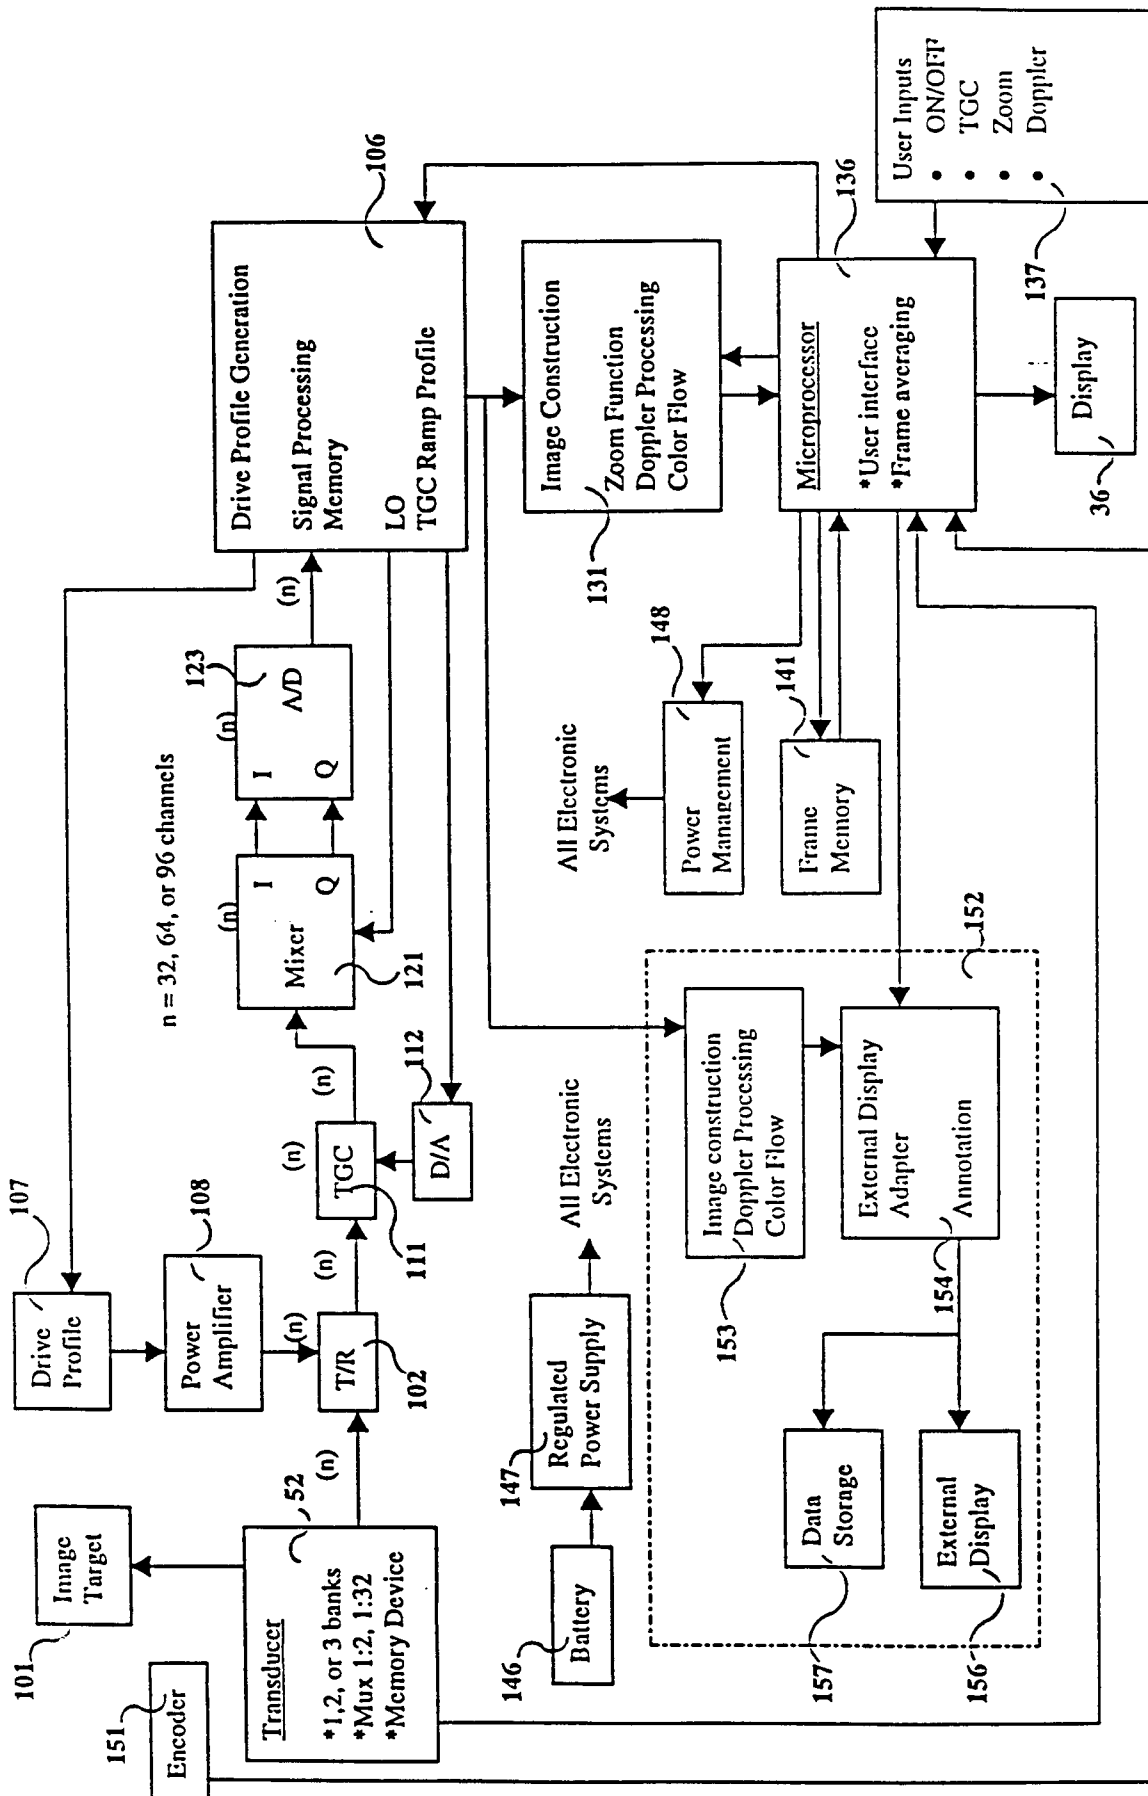 151
Encoder
101
Image
Target
52
Transducer
*1,2, or 3 banks
*Mux 1:2, 1:32
*Memory Device
(n)
107
Drive
Profile
108
Power
Amplifier
(n)
T/R
102
(n)
(n)
TGC
111
(n)
D/A
112
n = 32, 64, or 96 channels
(n)
Mixer
I
Q
121
(n)
123
I
Q
A/D
(n)
106
Drive Profile Generation
Signal Processing
Memory
LO
TGC Ramp Profile
146
Battery
147
Regulated
Power Supply
All Electronic
Systems
All Electronic
Systems
148
Power
Management
141
Frame
Memory
131
Image Construction
Zoom Function
Doppler Processing
Color Flow
136
Microprocessor
*User interface
*Frame averaging
137
User Inputs
• ON/OFF
• TGC
• Zoom
• Doppler
36
Display
152
153
Image construction
Doppler Processing
Color Flow
154
External Display
Adapter
Annotation
157
Data
Storage
156
External
Display